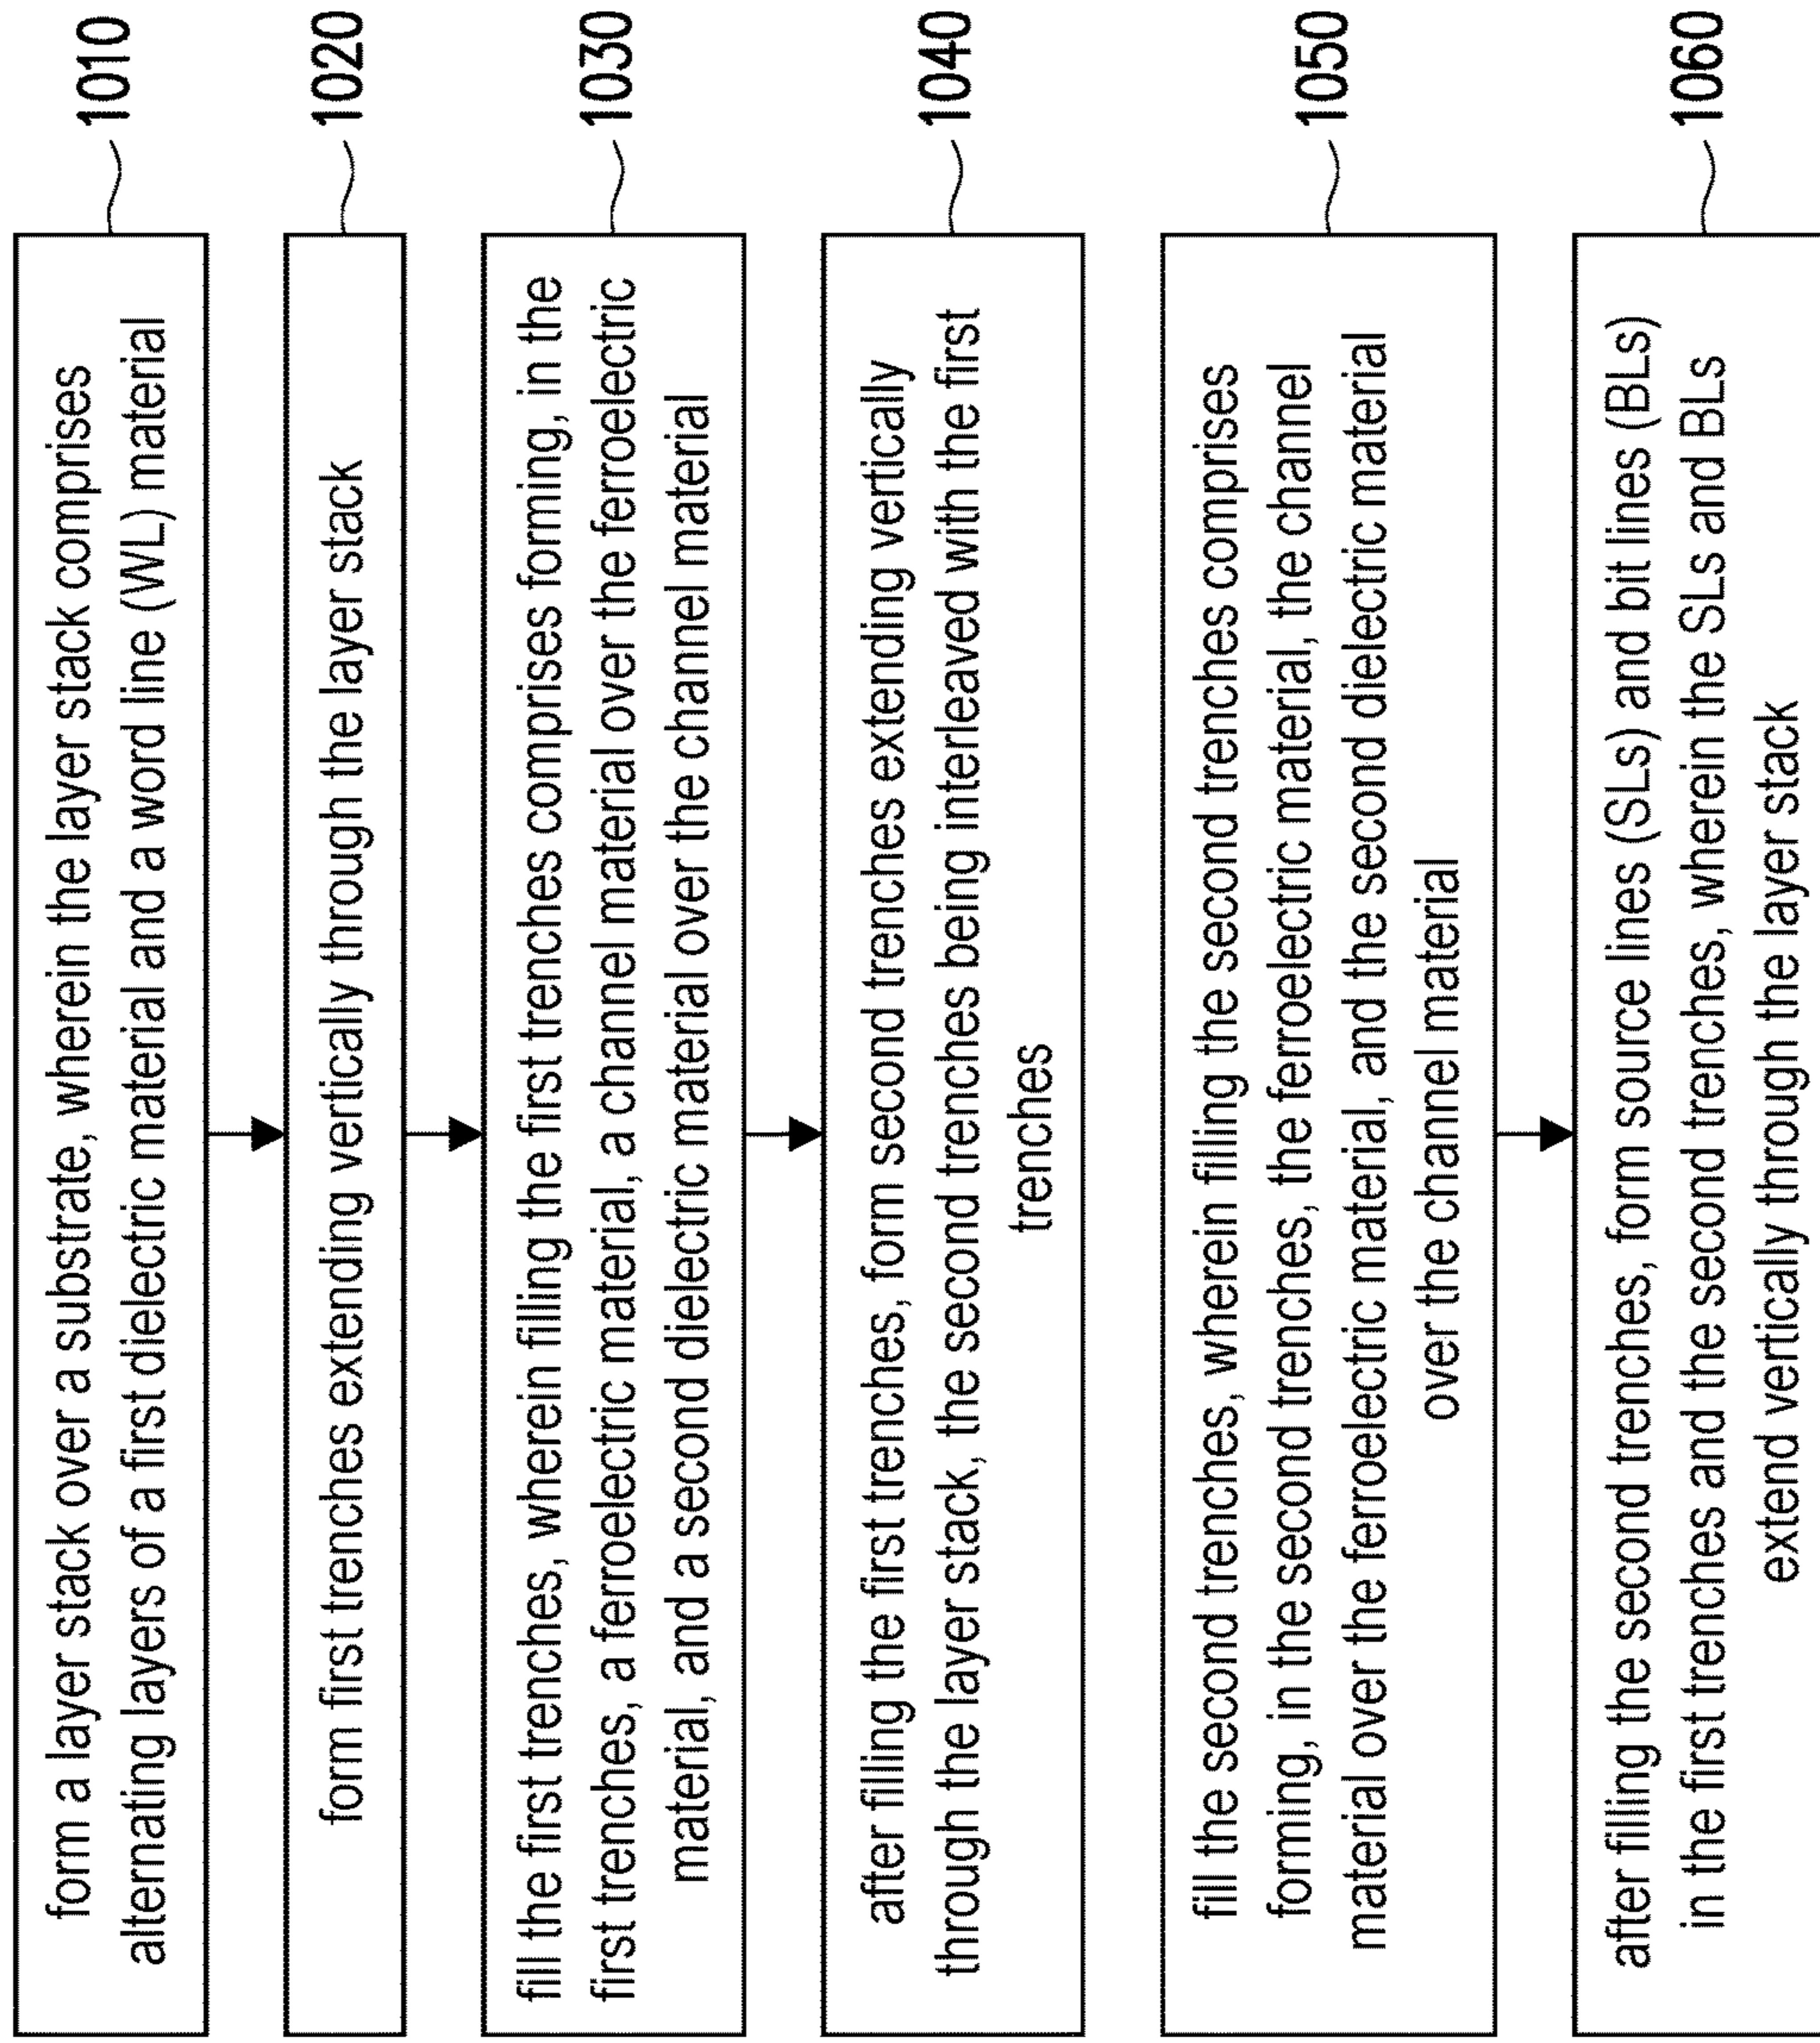 form a layer stack over a substrate, wherein the layer stack comprises
alternating layers of a first dielectric material and a word line (WL) material
1010
form first trenches extending vertically through the layer stack
1020
fill the first trenches, wherein filling the first trenches comprises forming, in the
first trenches, a ferroelectric material, a channel material over the ferroelectric
material, and a second dielectric material over the channel material
1030
after filling the first trenches, form second trenches extending vertically
through the layer stack, the second trenches being interleaved with the first
trenches
1040
fill the second trenches, wherein filling the second trenches comprises
forming, in the second trenches, the ferroelectric material, the channel
material over the ferroelectric material, and the second dielectric material
over the channel material
1050
after filling the second trenches, form source lines (SLs) and bit lines (BLs)
in the first trenches and the second trenches, wherein the SLs and BLs
extend vertically through the layer stack
1060